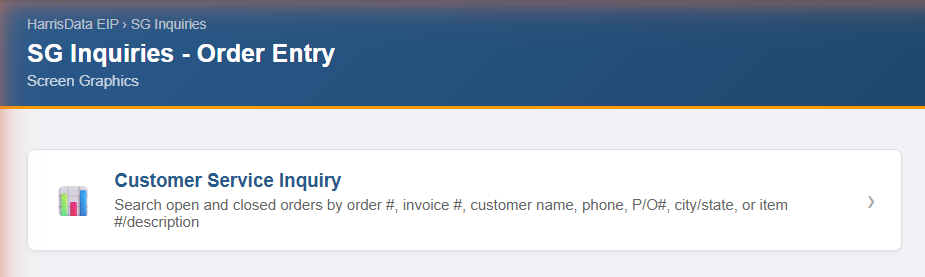 HarrisData EIP › SG Inquiries
SG Inquiries - Order Entry
Screen Graphics
Customer Service Inquiry
Search open and closed orders by order #, invoice #, customer name, phone, P/O#, city/state, or item
#/description